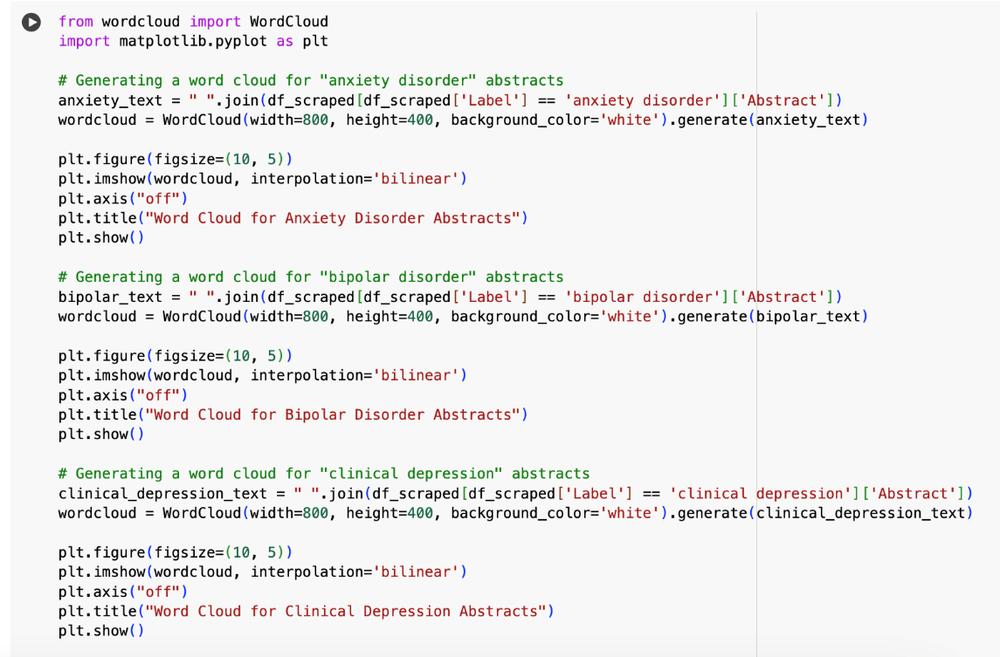 from wordcloud import WordCloud
import matplotlib.pyplot as plt

# Generating a word cloud for "anxiety disorder" abstracts
anxiety_text = " ".join(df_scraped[df_scraped['Label'] == 'anxiety disorder']['Abstract'])
wordcloud = WordCloud(width=800, height=400, background_color='white').generate(anxiety_text)

plt.figure(figsize=(10, 5))
plt.imshow(wordcloud, interpolation='bilinear')
plt.axis("off")
plt.title("Word Cloud for Anxiety Disorder Abstracts")
plt.show()

# Generating a word cloud for "bipolar disorder" abstracts
bipolar_text = " ".join(df_scraped[df_scraped['Label'] == 'bipolar disorder']['Abstract'])
wordcloud = WordCloud(width=800, height=400, background_color='white').generate(bipolar_text)

plt.figure(figsize=(10, 5))
plt.imshow(wordcloud, interpolation='bilinear')
plt.axis("off")
plt.title("Word Cloud for Bipolar Disorder Abstracts")
plt.show()

# Generating a word cloud for "clinical depression" abstracts
clinical_depression_text = " ".join(df_scraped[df_scraped['Label'] == 'clinical depression']['Abstract'])
wordcloud = WordCloud(width=800, height=400, background_color='white').generate(clinical_depression_text)

plt.figure(figsize=(10, 5))
plt.imshow(wordcloud, interpolation='bilinear')
plt.axis("off")
plt.title("Word Cloud for Clinical Depression Abstracts")
plt.show()